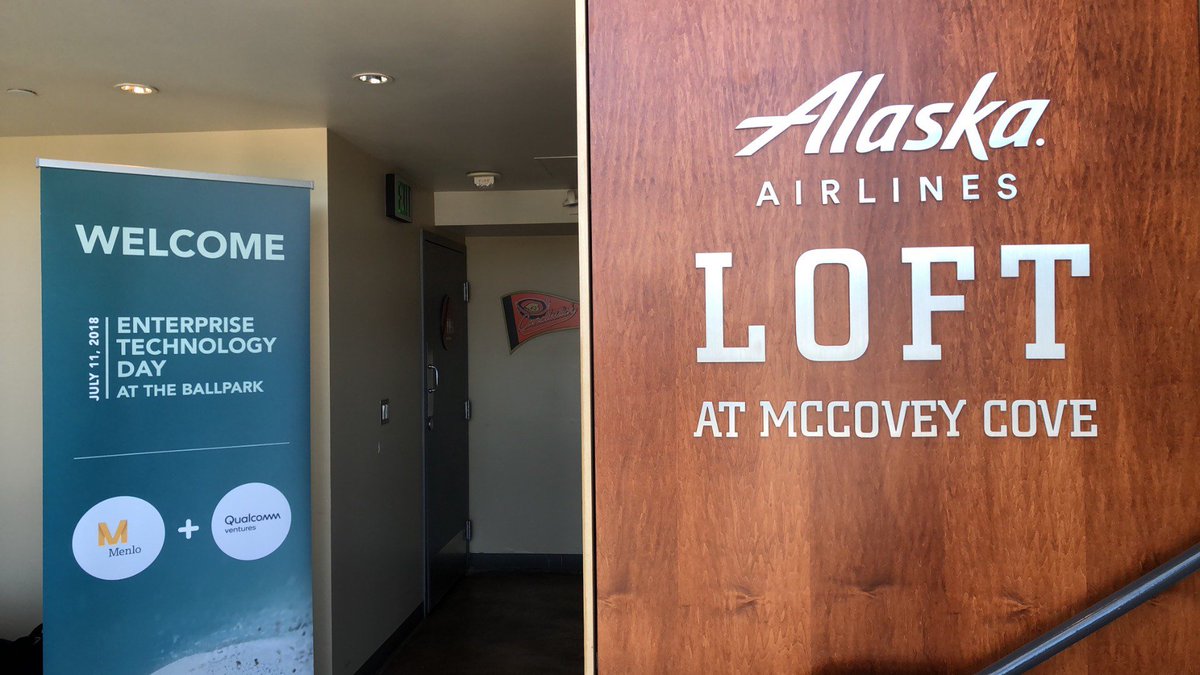 WELCOME
JULY 11, 2018
ENTERPRISE
TECHNOLOGY
DAY
AT THE BALLPARK
M
Menlo
+
Qualcomm
ventures
EXIT
Alaska.
AIRLINES
LOFT
AT MCCOVEY COVE